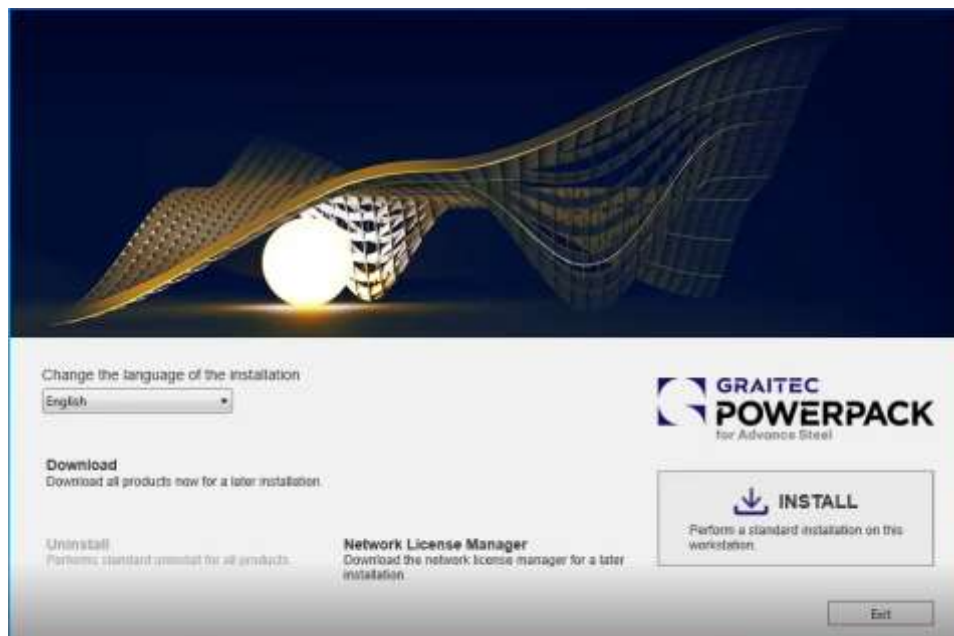 Change the language of the installation
English
GRAITEC
POWERPACK
for Advance Steel
Download
Download all products now for a later installation.
INSTALL
Perform a standard installation on this
workstation.
Uninstall
Performs standard uninstall for all products.
Network License Manager
Download the network license manager for a later
installation
Exit